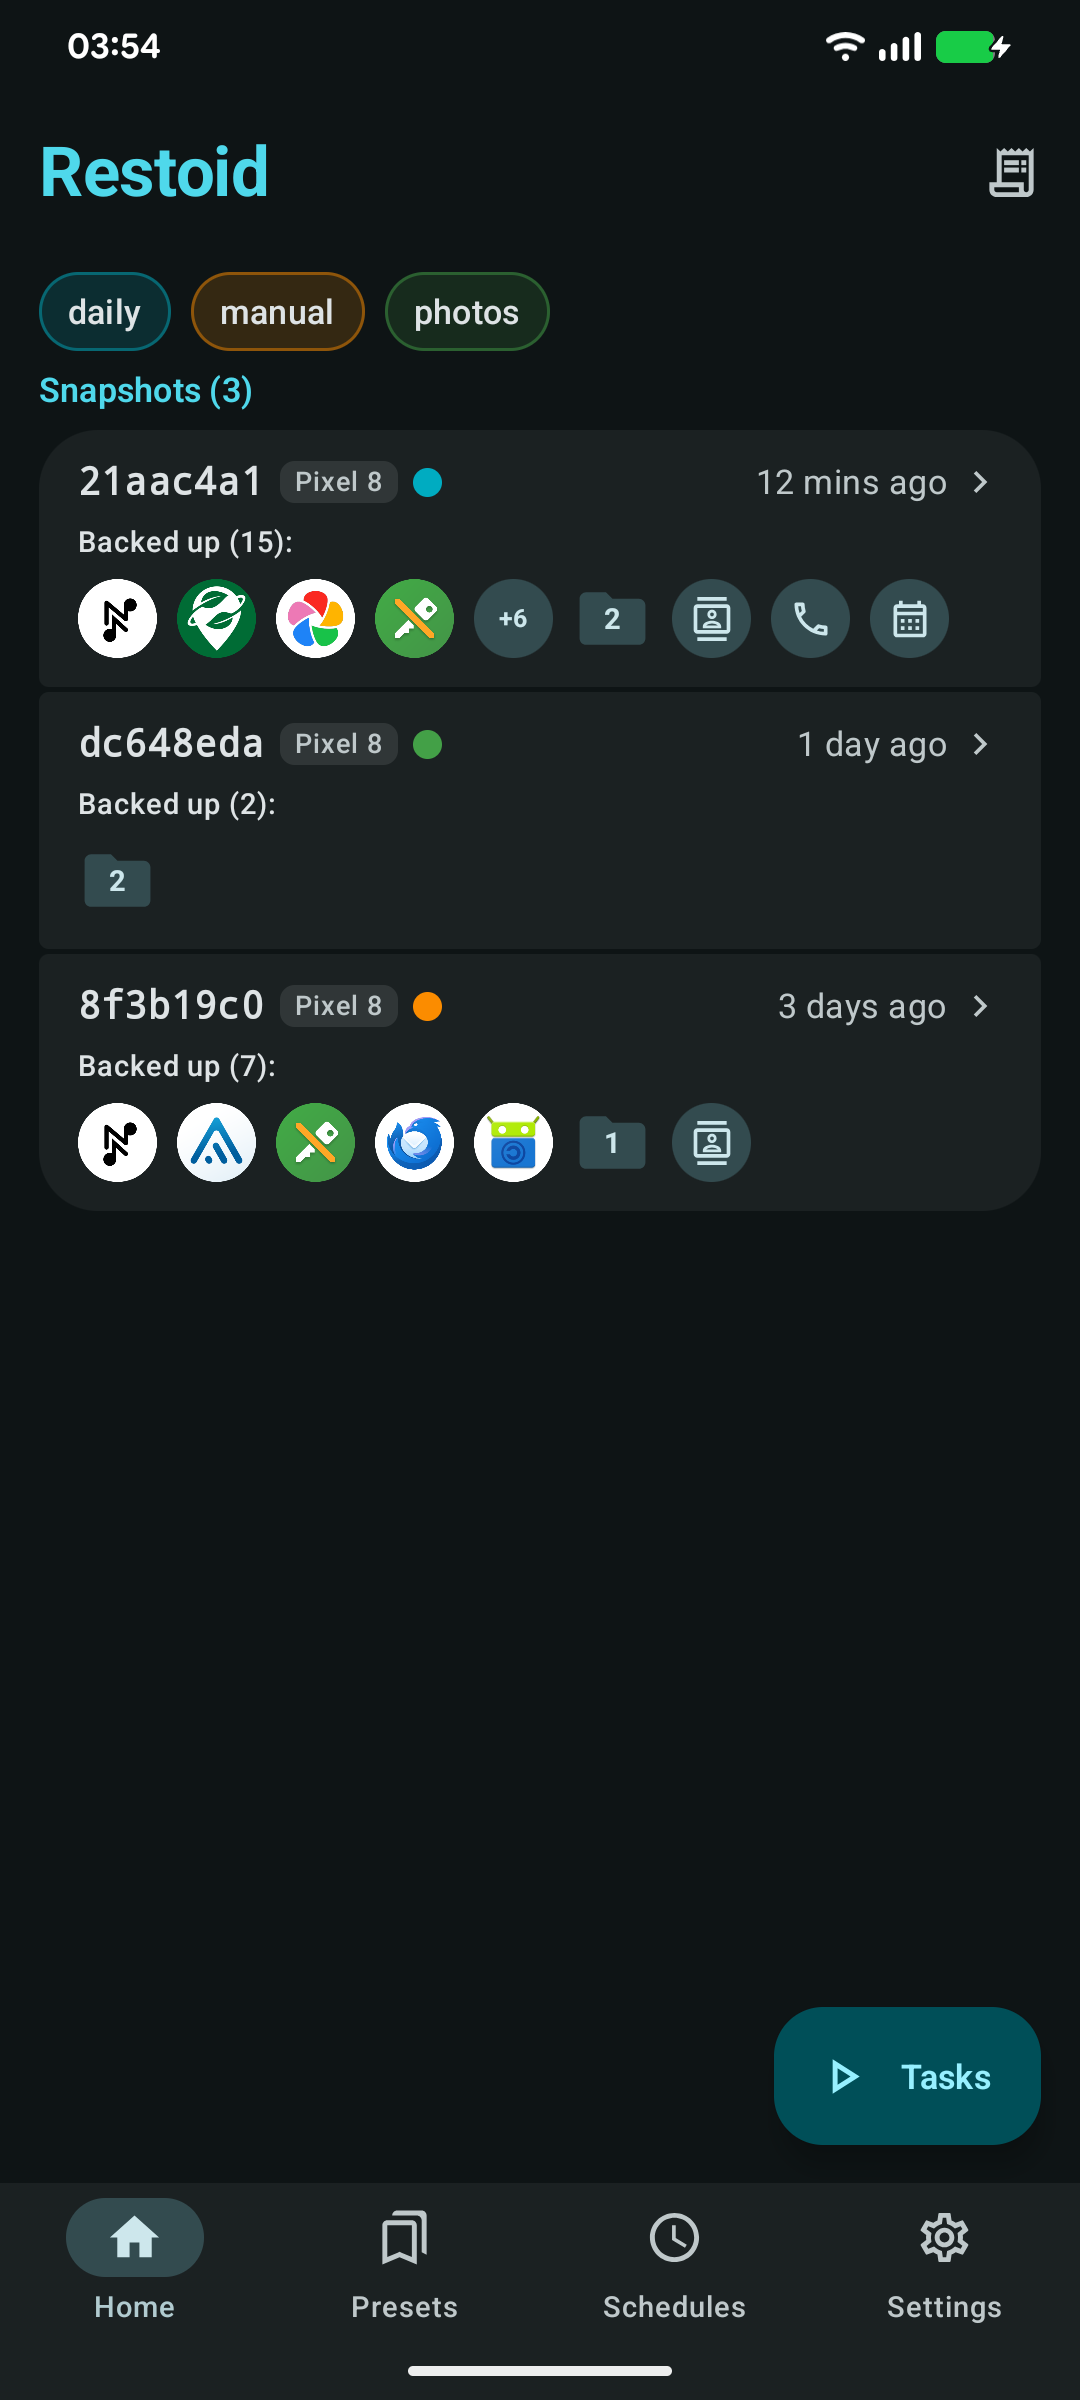 03:54
Restoid
daily manual photos
Snapshots (3)
21aac4a1 Pixel 8 12 mins ago
Backed up (15):
+6 2
dc648eda Pixel 8 1 day ago
Backed up (2):
2
8f3b19c0 Pixel 8 3 days ago
Backed up (7):
1
Tasks
Home Presets Schedules Settings